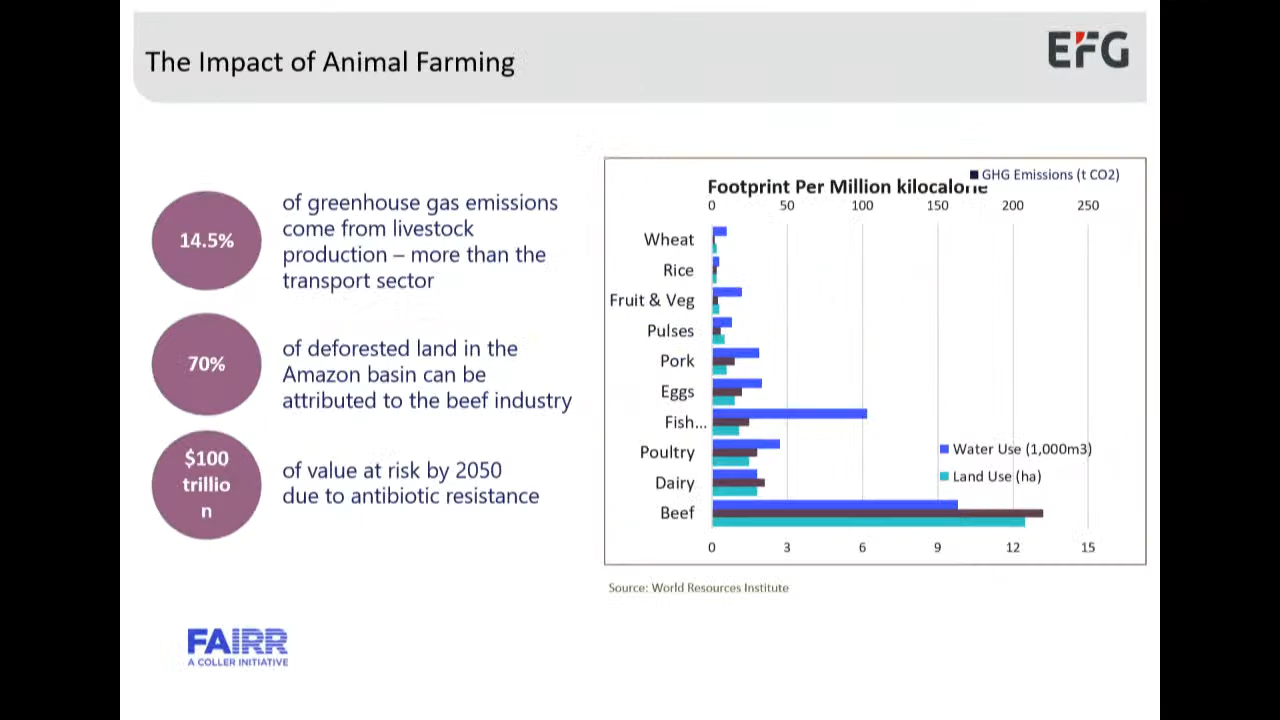 The Impact of Animal Farming
EFG
14.5%
of greenhouse gas emissions
come from livestock
production – more than the
transport sector
70%
of deforested land in the
Amazon basin can be
attributed to the beef industry
$100
trillio
n
of value at risk by 2050
due to antibiotic resistance
GHG Emissions (t CO2)
Footprint Per Million kilocalorie
0 50 100 150 200 250
Wheat
Rice
Fruit & Veg
Pulses
Pork
Eggs
Fish...
Poultry
Dairy
Beef
Water Use (1,000m3)
Land Use (ha)
0 3 6 9 12 15
Source: World Resources Institute
FAIRR
A COLLER INITIATIVE